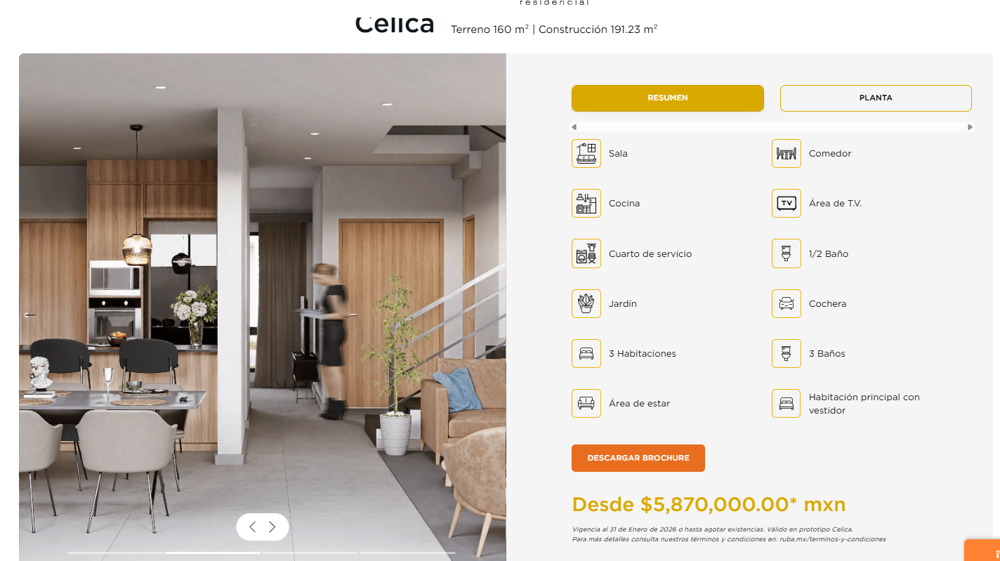 residencial
Celica Terreno 160 m² | Construcción 191.23 m²
RESUMEN
PLANTA
Sala
Comedor
Cocina
TV
Área de T.V.
Cuarto de servicio
1/2 Baño
Jardín
Cochera
3 Habitaciones
3 Baños
Área de estar
Habitación principal con
vestidor
DESCARGAR BROCHURE
Desde $5,870,000.00* mxn
Vigencia al 31 de Enero de 2026 o hasta agotar existencias. Válido en prototipo Celica.
Para más detalles consulta nuestros términos y condiciones en: ruba.mx/terminos-y-condiciones